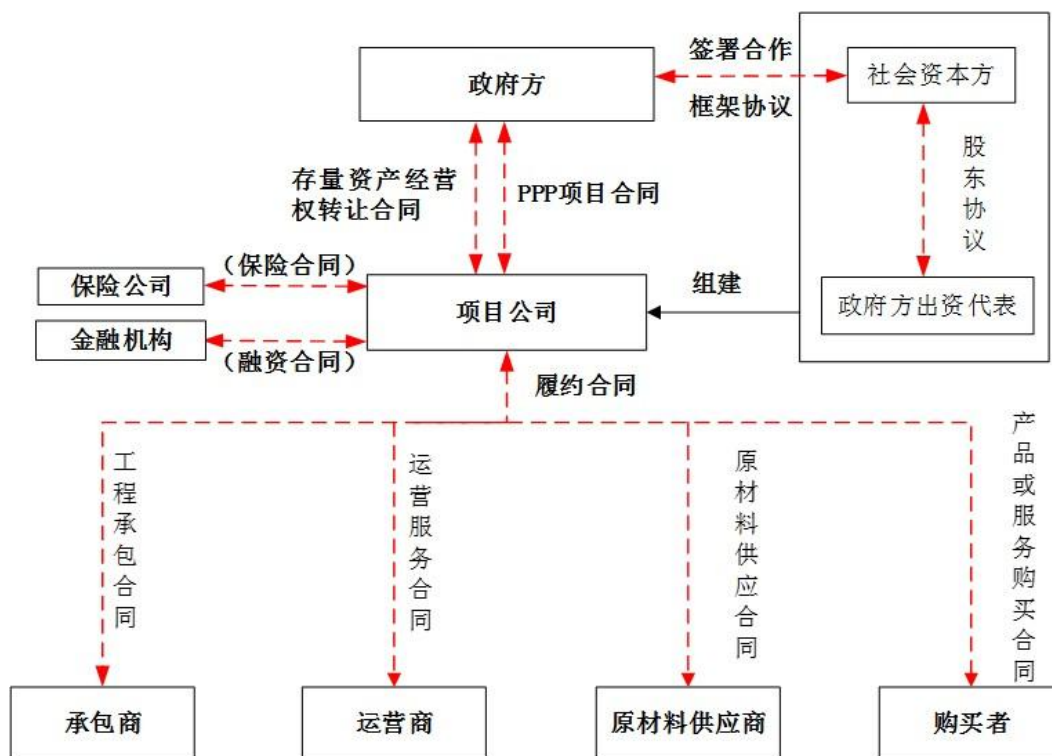 签署合作
政府方
社会资本方
框架协议
存量资产经营
权转让合同
PPP项目合同
股东协议
保险公司
（保险合同）
项目公司
组建
政府方出资代表
金融机构
（融资合同）
履约合同
工程承包合同
运营服务合同
原材料供应合同
产品或服务购买合同
承包商
运营商
原材料供应商
购买者